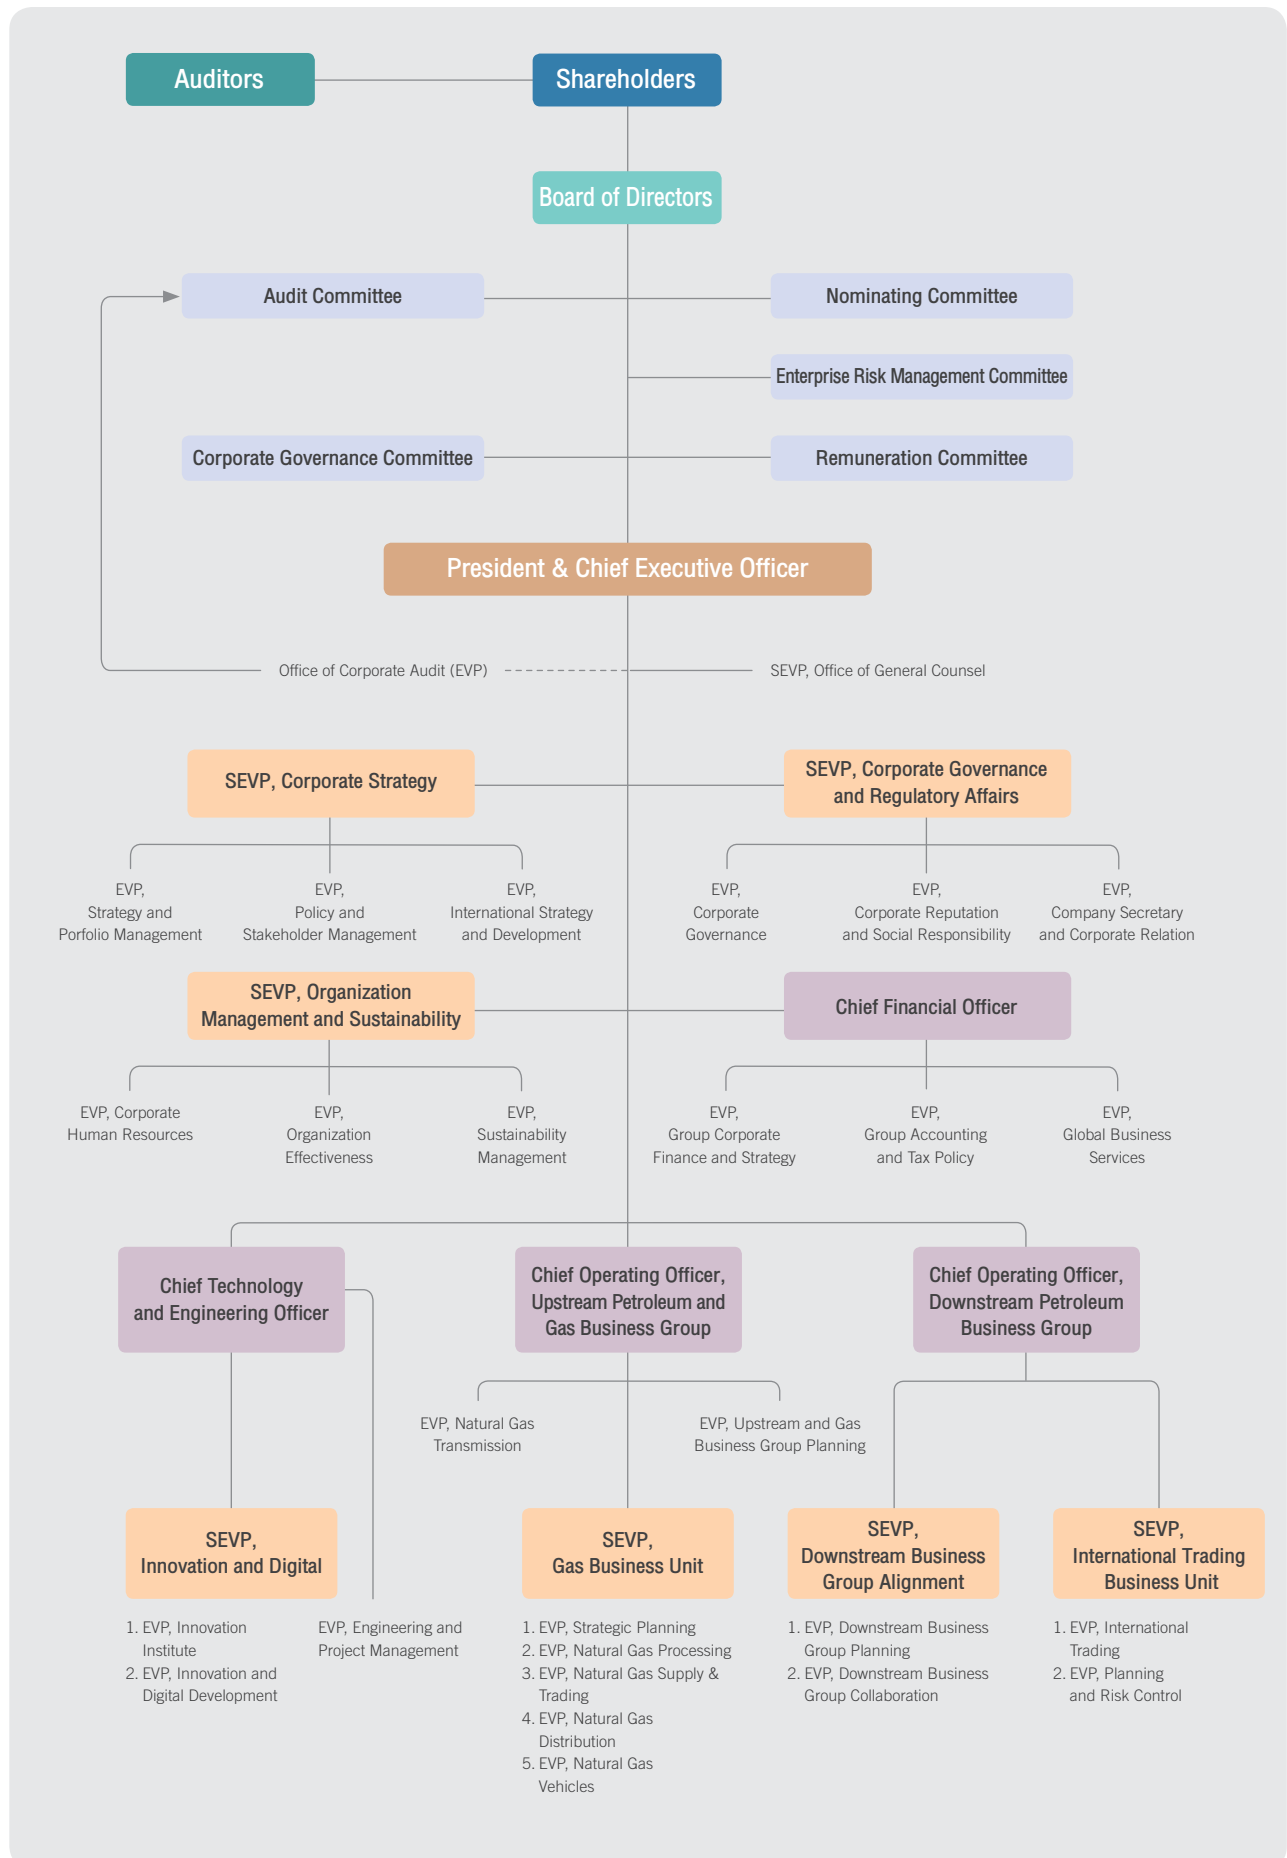 Auditors
Shareholders
Board of Directors
Audit Committee
Nominating Committee
Enterprise Risk Management Committee
Corporate Governance Committee
Remuneration Committee
President & Chief Executive Officer
Office of Corporate Audit (EVP)
SEVP, Office of General Counsel
SEVP, Corporate Strategy
SEVP, Corporate Governance
and Regulatory Affairs
EVP,
Strategy and
Porfolio Management
EVP,
Policy and
Stakeholder Management
EVP,
International Strategy
and Development
EVP,
Corporate
Governance
EVP,
Corporate Reputation
and Social Responsibility
EVP,
Company Secretary
and Corporate Relation
SEVP, Organization
Management and Sustainability
Chief Financial Officer
EVP, Corporate
Human Resources
EVP,
Organization
Effectiveness
EVP,
Sustainability
Management
EVP,
Group Corporate
Finance and Strategy
EVP,
Group Accounting
and Tax Policy
EVP,
Global Business
Services
Chief Technology
and Engineering Officer
Chief Operating Officer,
Upstream Petroleum and
Gas Business Group
Chief Operating Officer,
Downstream Petroleum
Business Group
EVP, Natural Gas
Transmission
EVP, Upstream and Gas
Business Group Planning
SEVP,
Innovation and Digital
SEVP,
Gas Business Unit
SEVP,
Downstream Business
Group Alignment
SEVP,
International Trading
Business Unit
1. EVP, Innovation
Institute
2. EVP, Innovation and
Digital Development
EVP, Engineering and
Project Management
1. EVP, Strategic Planning
2. EVP, Natural Gas Processing
3. EVP, Natural Gas Supply &
Trading
4. EVP, Natural Gas
Distribution
5. EVP, Natural Gas
Vehicles
1. EVP, Downstream Business
Group Planning
2. EVP, Downstream Business
Group Collaboration
1. EVP, International
Trading
2. EVP, Planning
and Risk Control